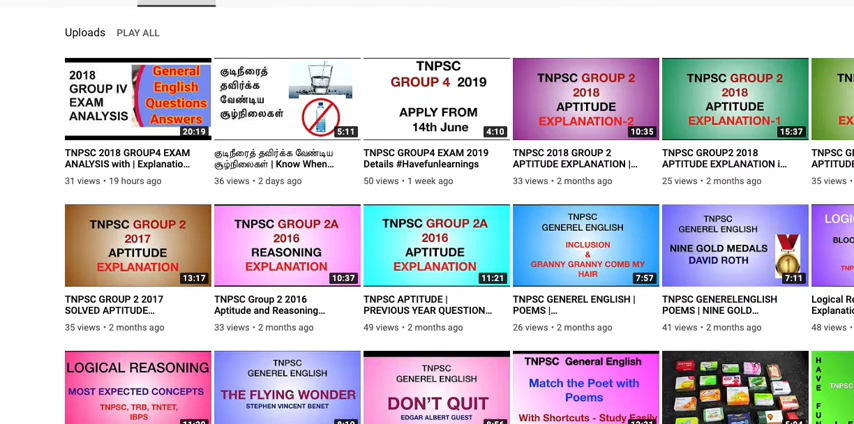 Uploads PLAY ALL
2018
GROUP IV
EXAM
ANALYSIS
General
English
Questions
Answers
20:19
குடிநீரைத்
தவிர்க்க
வேண்டிய
சூழ்நிலைகள்
5:11
TNPSC
GROUP 4 2019
APPLY FROM
14th June
4:10
TNPSC GROUP 2
2018
APTITUDE
EXPLANATION-2
10:35
TNPSC GROUP 2
2018
APTITUDE
EXPLANATION-1
15:37
TNPSC 2018 GROUP4 EXAM
ANALYSIS with | Explanatio...
31 views • 19 hours ago
குடிநீரைத் தவிர்க்க வேண்டிய
சூழ்நிலைகள் | Know When...
36 views • 2 days ago
TNPSC GROUP4 EXAM 2019
Details #Havefunlearnings
50 views • 1 week ago
TNPSC 2018 GROUP 2
APTITUDE EXPLANATION |...
33 views • 2 months ago
TNPSC GROUP2 2018
APTITUDE EXPLANATION i...
25 views • 2 months ago
TNPSC GE
APTITUDE
35 views •
TNPSC GROUP 2
2017
APTITUDE
EXPLANATION
13:17
TNPSC GROUP 2A
2016
REASONING
EXPLANATION
10:37
TNPSC GROUP 2A
2016
APTITUDE
EXPLANATION
11:21
TNPSC
GENEREL ENGLISH
INCLUSION
&
GRANNY GRANNY COMB MY
HAIR
7:57
TNPSC
GENEREL ENGLISH
NINE GOLD MEDALS
DAVID ROTH
7:11
LOGI
BLOO
TNPSC GROUP 2 2017
SOLVED APTITUDE...
35 views • 2 months ago
TNPSC Group 2 2016
Aptitude and Reasoning...
33 views • 2 months ago
TNPSC APTITUDE |
PREVIOUS YEAR QUESTION...
49 views • 2 months ago
TNPSC GENEREL ENGLISH |
POEMS |...
26 views • 2 months ago
TNPSC GENERELENGLISH
POEMS | NINE GOLD...
41 views • 2 months ago
Logical Re
Explanatio
48 views •
LOGICAL REASONING
MOST EXPECTED CONCEPTS
TNPSC, TRB, TNTET,
IBPS
TNPSC
GENEREL ENGLISH
THE FLYING WONDER
STEPHEN VINCENT BENET
TNPSC
GENEREL ENGLISH
DON'T QUIT
EDGAR ALBERT GUEST
TNPSC General English
Match the Poet with
Poems
With Shortcuts - Study Easily
HAVE FUN
TNPSC